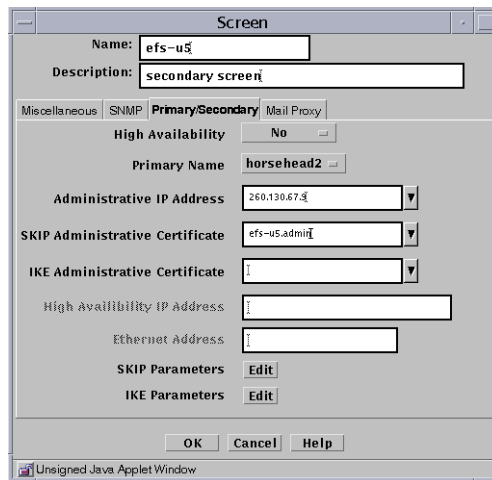 Screen
Name: efs-u5
Description: secondary screen
Miscellaneous SNMP Primary/Secondary Mail Proxy
High Availability No
Primary Name horsehead2
Administrative IP Address 260.130.67.9
SKIP Administrative Certificate efs-u5.admin
IKE Administrative Certificate
High Availibility IP Address
Ethernet Address
SKIP Parameters Edit
IKE Parameters Edit
OK Cancel Help
Unsigned Java Applet Window